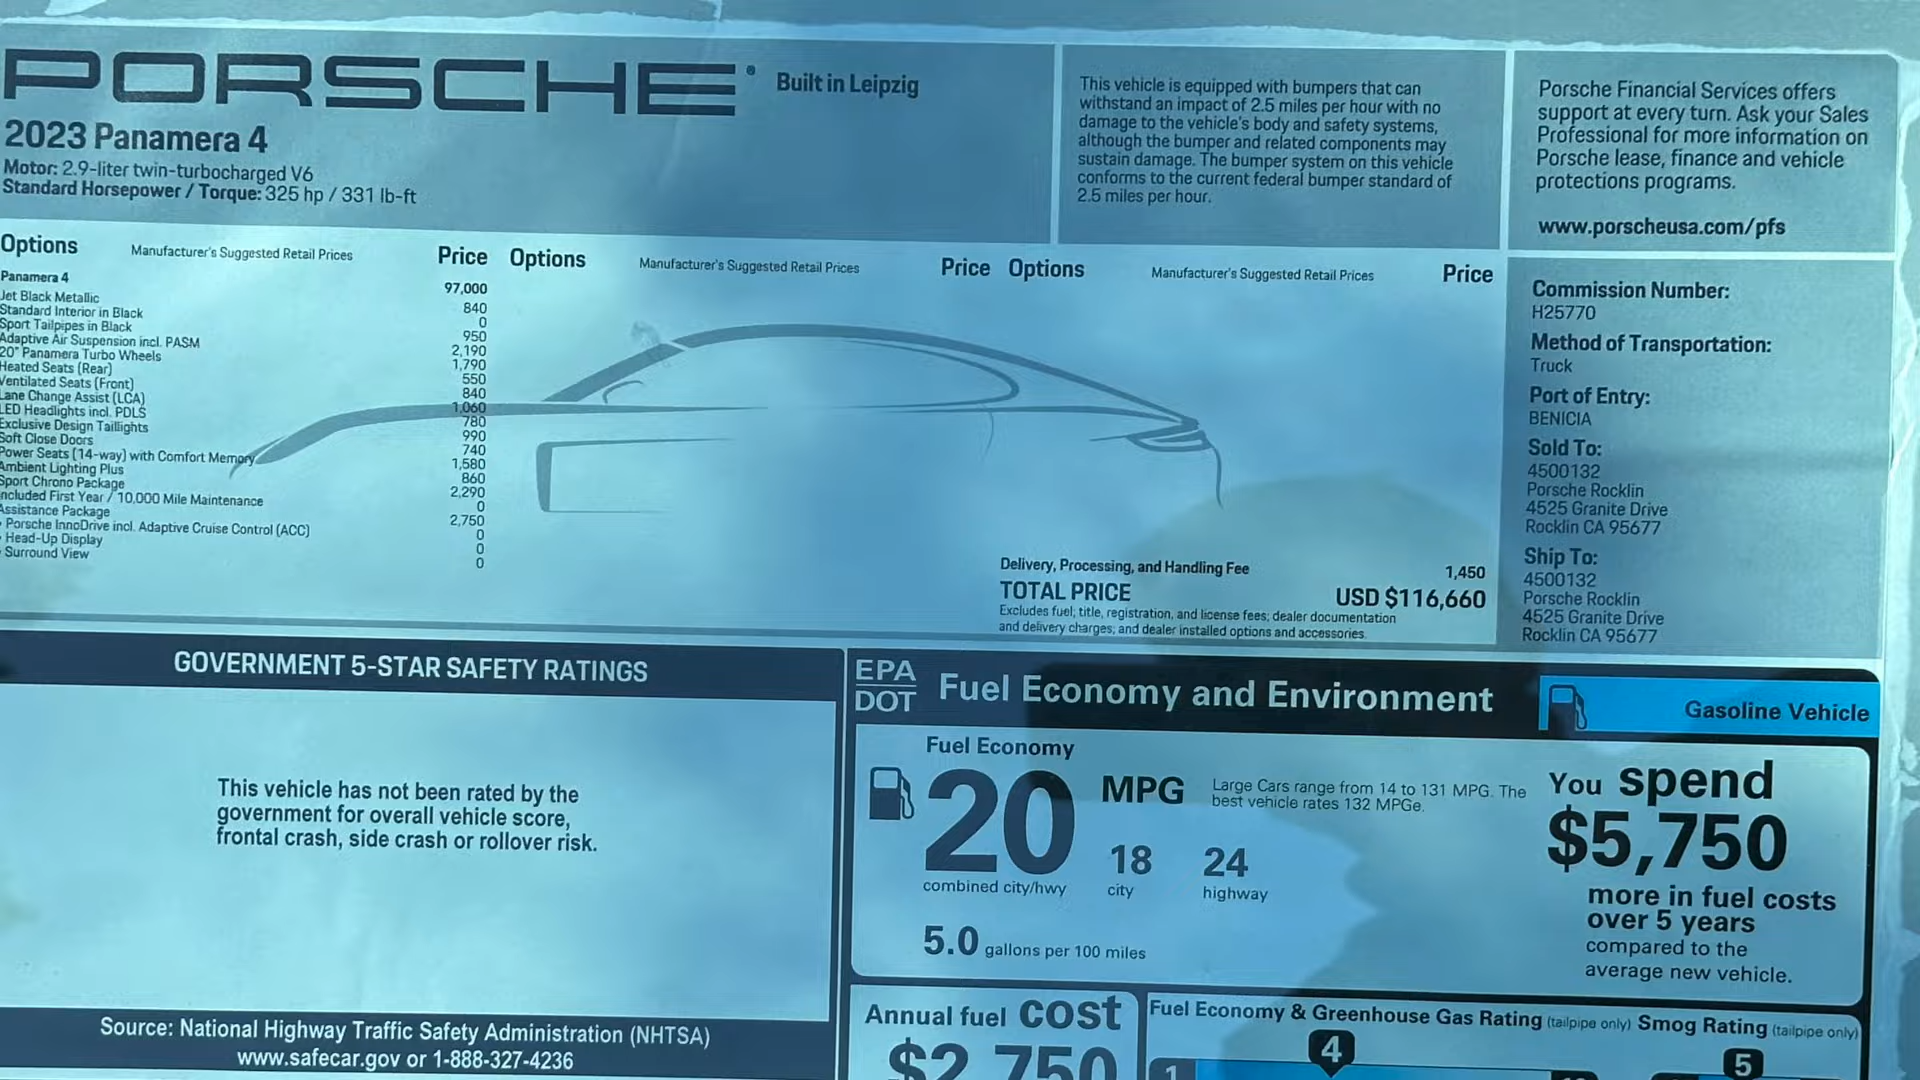 PORSCHE® Built in Leipzig
2023 Panamera 4
Motor: 2.9-liter twin-turbocharged V6
Standard Horsepower / Torque: 325 hp / 331 lb-ft
This vehicle is equipped with bumpers that can
withstand an impact of 2.5 miles per hour with no
damage to the vehicle's body and safety systems,
although the bumper and related components may
sustain damage. The bumper system on this vehicle
conforms to the current federal bumper standard of
2.5 miles per hour.
Porsche Financial Services offers
support at every turn. Ask your Sales
Professional for more information on
Porsche lease, finance and vehicle
protections programs.
www.porscheusa.com/pfs
Options Manufacturer's Suggested Retail Prices Price Options Manufacturer's Suggested Retail Prices Price Options Manufacturer's Suggested Retail Prices Price
Panamera 4 97,000
Jet Black Metallic 840
Standard Interior in Black 0
Sport Tailpipes in Black 950
Adaptive Air Suspension incl. PASM 2,190
20" Panamera Turbo Wheels 1,790
Heated Seats (Rear) 550
Ventilated Seats (Front) 840
Lane Change Assist (LCA) 1,060
LED Headlights incl. PDLS 780
Exclusive Design Taillights 990
Soft Close Doors 740
Power Seats (14-way) with Comfort Memory 1,580
Ambient Lighting Plus 860
Sport Chrono Package 2,290
ncluded First Year / 10,000 Mile Maintenance 0
Assistance Package 2,750
- Porsche InnoDrive incl. Adaptive Cruise Control (ACC) 0
- Head-Up Display 0
- Surround View 0
Delivery, Processing, and Handling Fee 1,450
TOTAL PRICE USD $116,660
Excludes fuel; title, registration, and license fees; dealer documentation
and delivery charges; and dealer installed options and accessories.
Commission Number:
H25770
Method of Transportation:
Truck
Port of Entry:
BENICIA
Sold To:
4500132
Porsche Rocklin
4525 Granite Drive
Rocklin CA 95677
Ship To:
4500132
Porsche Rocklin
4525 Granite Drive
Rocklin CA 95677
GOVERNMENT 5-STAR SAFETY RATINGS
This vehicle has not been rated by the
government for overall vehicle score,
frontal crash, side crash or rollover risk.
Source: National Highway Traffic Safety Administration (NHTSA)
www.safecar.gov or 1-888-327-4236
EPA
DOT
Fuel Economy and Environment
Gasoline Vehicle
Fuel Economy
20 MPG
combined city/hwy
18
city
24
highway
5.0 gallons per 100 miles
Large Cars range from 14 to 131 MPG. The
best vehicle rates 132 MPGe.
You spend
$5,750
more in fuel costs
over 5 years
compared to the
average new vehicle.
Annual fuel cost
$2,750
Fuel Economy & Greenhouse Gas Rating (tailpipe only) Smog Rating (tailpipe only)
4
5
1